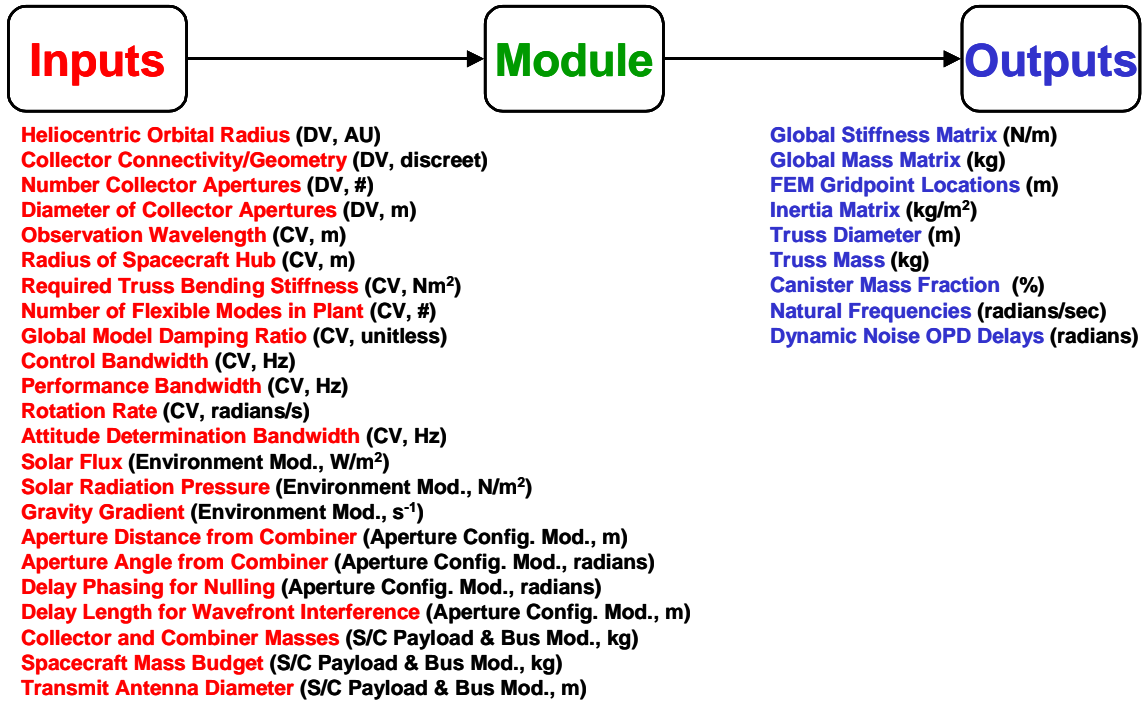 Inputs
Module
Outputs
Heliocentric Orbital Radius (DV, AU)
Collector Connectivity/Geometry (DV, discreet)
Number Collector Apertures (DV, #)
Diameter of Collector Apertures (DV, m)
Observation Wavelength (CV, m)
Radius of Spacecraft Hub (CV, m)
Required Truss Bending Stiffness (CV, Nm²)
Number of Flexible Modes in Plant (CV, #)
Global Model Damping Ratio (CV, unitless)
Control Bandwidth (CV, Hz)
Performance Bandwidth (CV, Hz)
Rotation Rate (CV, radians/s)
Attitude Determination Bandwidth (CV, Hz)
Solar Flux (Environment Mod., W/m²)
Solar Radiation Pressure (Environment Mod., N/m²)
Gravity Gradient (Environment Mod., s⁻¹)
Aperture Distance from Combiner (Aperture Config. Mod., m)
Aperture Angle from Combiner (Aperture Config. Mod., radians)
Delay Phasing for Nulling (Aperture Config. Mod., radians)
Delay Length for Wavefront Interference (Aperture Config. Mod., m)
Collector and Combiner Masses (S/C Payload & Bus Mod., kg)
Spacecraft Mass Budget (S/C Payload & Bus Mod., kg)
Transmit Antenna Diameter (S/C Payload & Bus Mod., m)
Global Stiffness Matrix (N/m)
Global Mass Matrix (kg)
FEM Gridpoint Locations (m)
Inertia Matrix (kg/m²)
Truss Diameter (m)
Truss Mass (kg)
Canister Mass Fraction (%)
Natural Frequencies (radians/sec)
Dynamic Noise OPD Delays (radians)